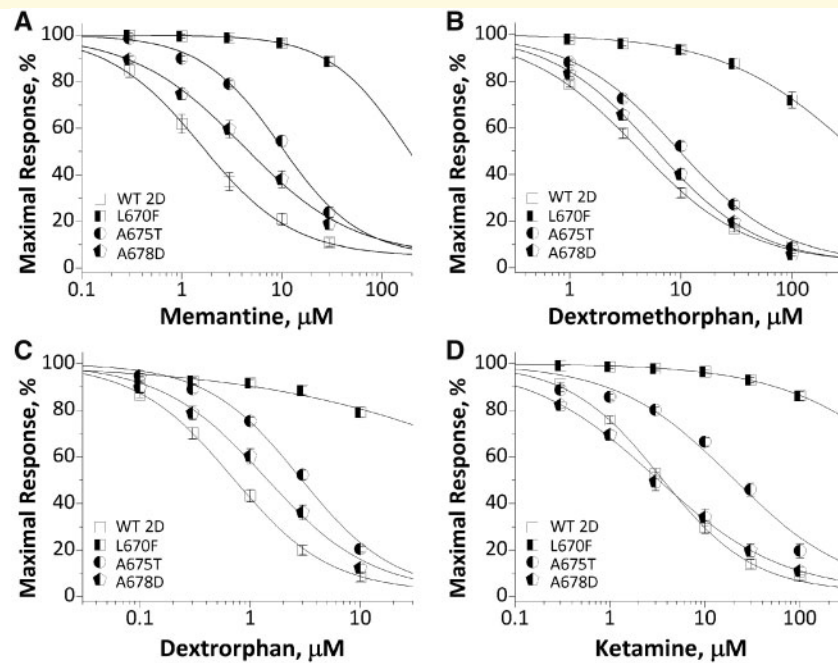 A
100
80
60
40
20
0
Maximal Response, %
WT 2D
L670F
A675T
A678D
0.1 1 10 100
Memantine, μM
B
100
80
60
40
20
0
Maximal Response, %
WT 2D
L670F
A675T
A678D
1 10 100
Dextromethorphan, μM
C
100
80
60
40
20
0
Maximal Response, %
WT 2D
L670F
A675T
A678D
0.1 1 10
Dextrorphan, μM
D
100
80
60
40
20
0
Maximal Response, %
WT 2D
L670F
A675T
A678D
0.1 1 10 100
Ketamine, μM